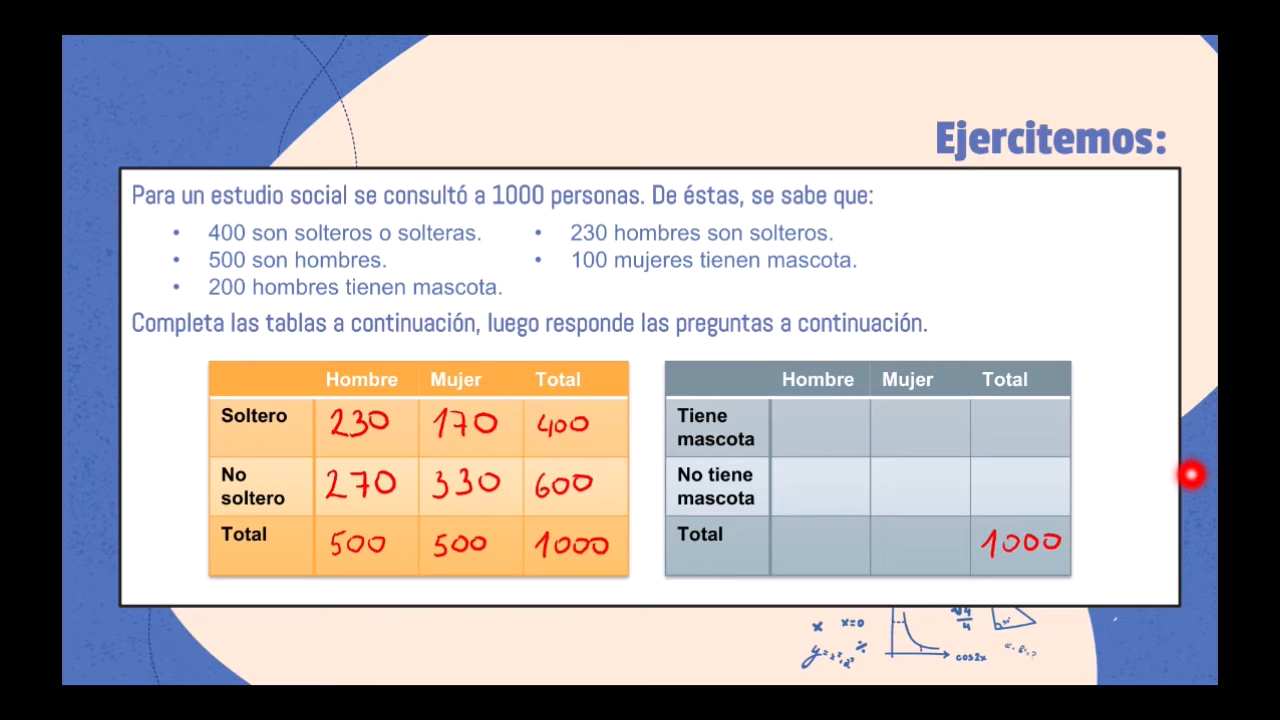 Ejercitemos:
Para un estudio social se consultó a 1000 personas. De éstas, se sabe que:
• 400 son solteros o solteras.
• 500 son hombres.
• 200 hombres tienen mascota.
• 230 hombres son solteros.
• 100 mujeres tienen mascota.
Completa las tablas a continuación, luego responde las preguntas a continuación.
Hombre Mujer Total
Soltero 230 170 400
No soltero 270 330 600
Total 500 500 1000
Hombre Mujer Total
Tiene mascota
No tiene mascota
Total 1000
x x=0
cos2x